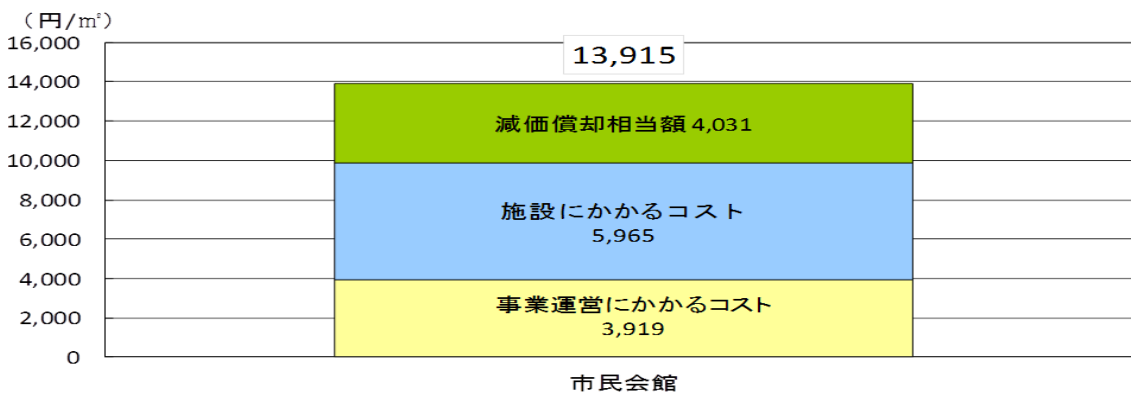 （円/㎡）
16,000
13,915
14,000
減価償却相当額 4,031
12,000
10,000
8,000
施設にかかるコスト
5,965
6,000
4,000
事業運営にかかるコスト
3,919
2,000
0
市民会館